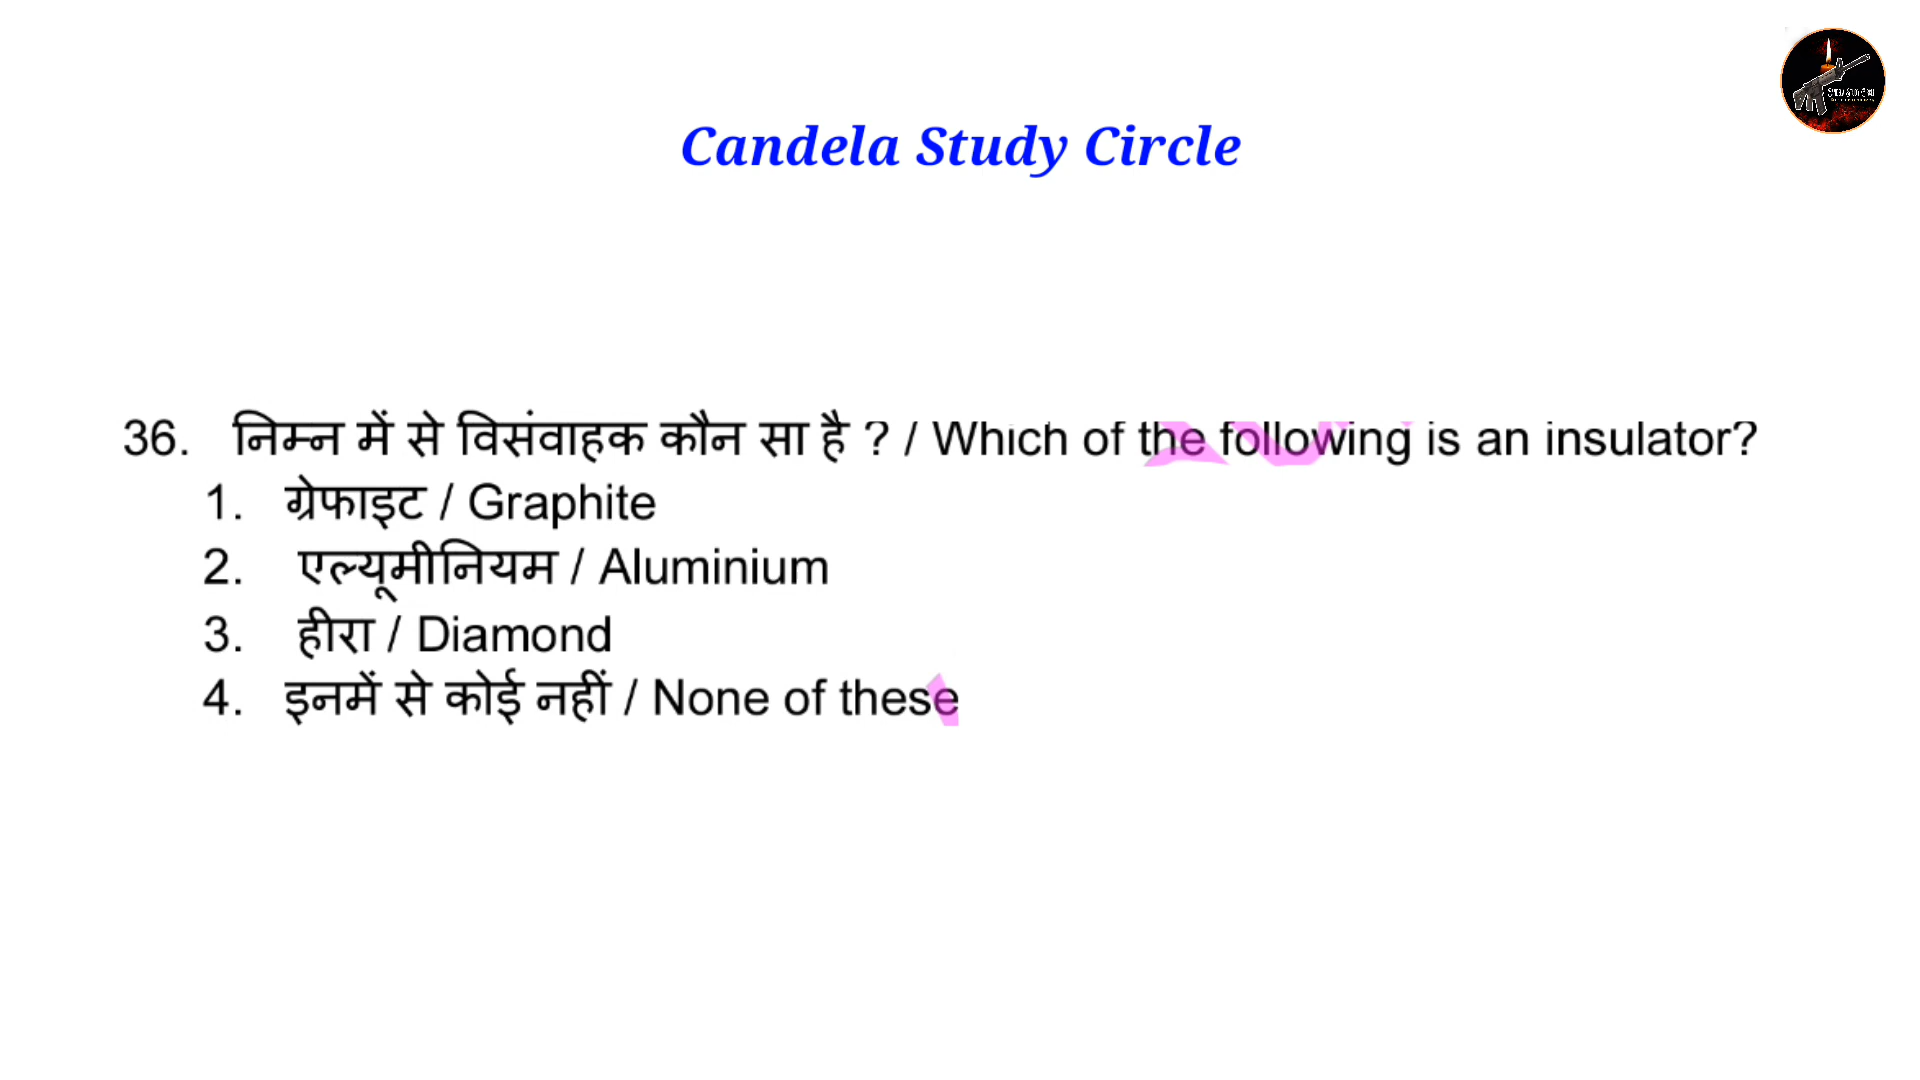 Candela Study Circle
36. निम्न में से विसंवाहक कौन सा है ? / Which of the following is an insulator?
1. ग्रेफाइट / Graphite
2. एल्यूमीनियम / Aluminium
3. हीरा / Diamond
4. इनमें से कोई नहीं / None of these